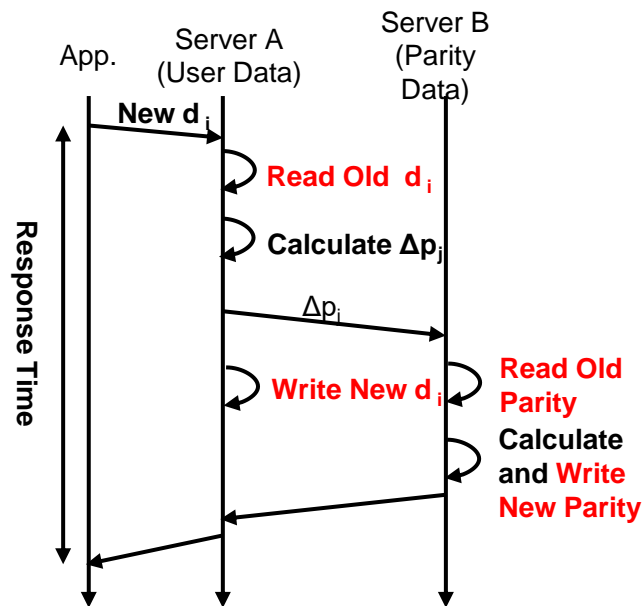 App.
Server A
(User Data)
Server B
(Parity
Data)
New d i
Read Old d i
Calculate Δpj
Δpi
Write New d i
Read Old
Parity
Calculate
and Write
New Parity
Response Time